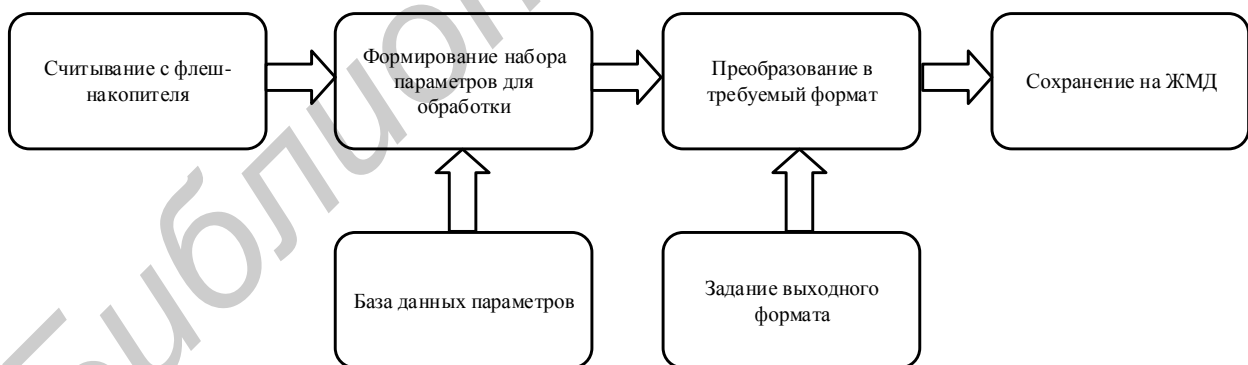 Считывание с флеш-
накопителя
Формирование набора
параметров для
обработки
Преобразование в
требуемый формат
Сохранение на ЖМД
База данных параметров
Задание выходного
формата